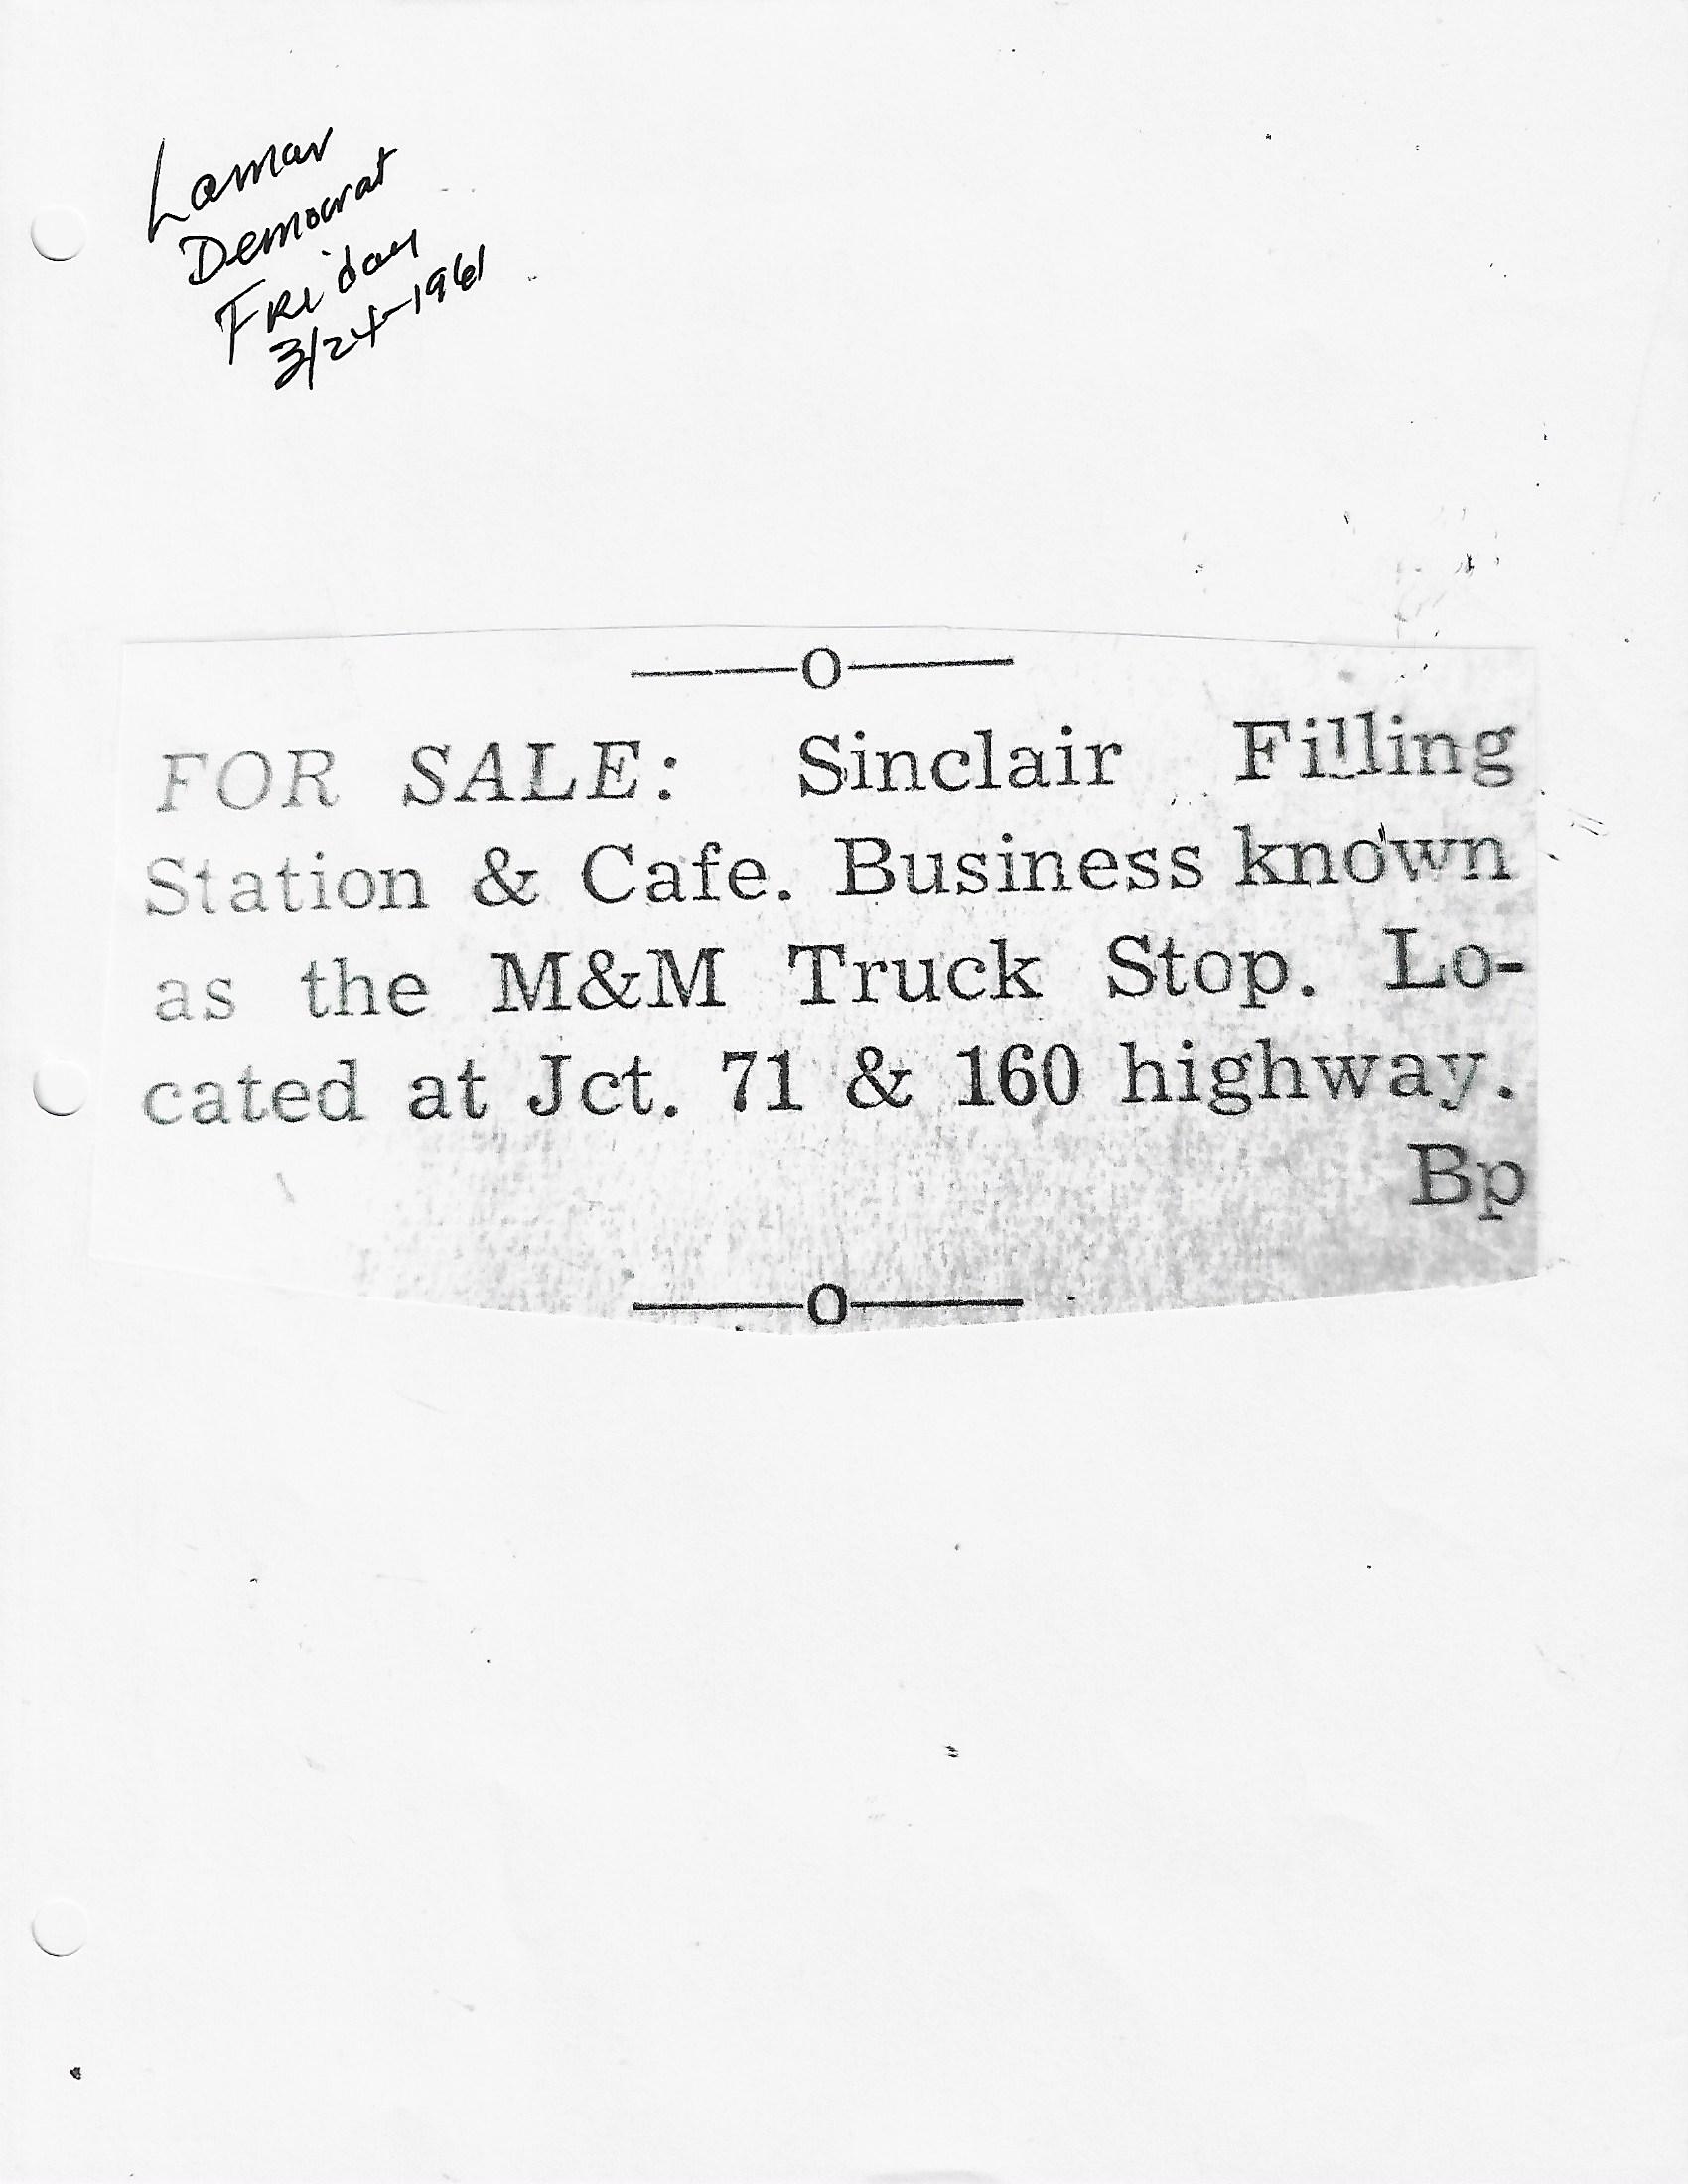 Lamar
Democrat
Friday
3/24-1961
——o——
FOR SALE: Sinclair Filling
Station & Cafe. Business known
as the M&M Truck Stop. Lo-
cated at Jct. 71 & 160 highway.
Bp
——o——